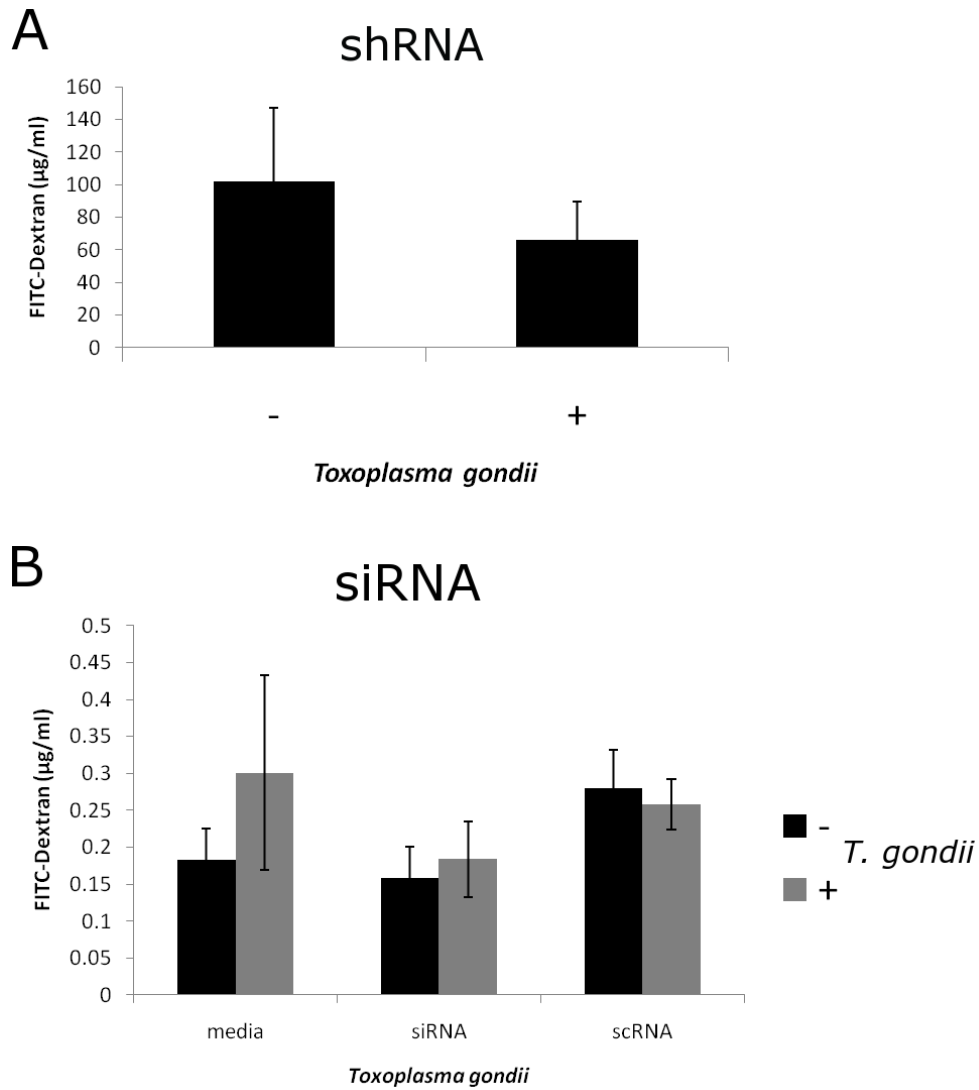 A
shRNA
FITC-Dextran (µg/ml)
160
140
120
100
80
60
40
20
0
- +
Toxoplasma gondii
B
siRNA
FITC-Dextran (µg/ml)
0.5
0.45
0.4
0.35
0.3
0.25
0.2
0.15
0.1
0.05
0
media siRNA scRNA
Toxoplasma gondii
-
T. gondii
+